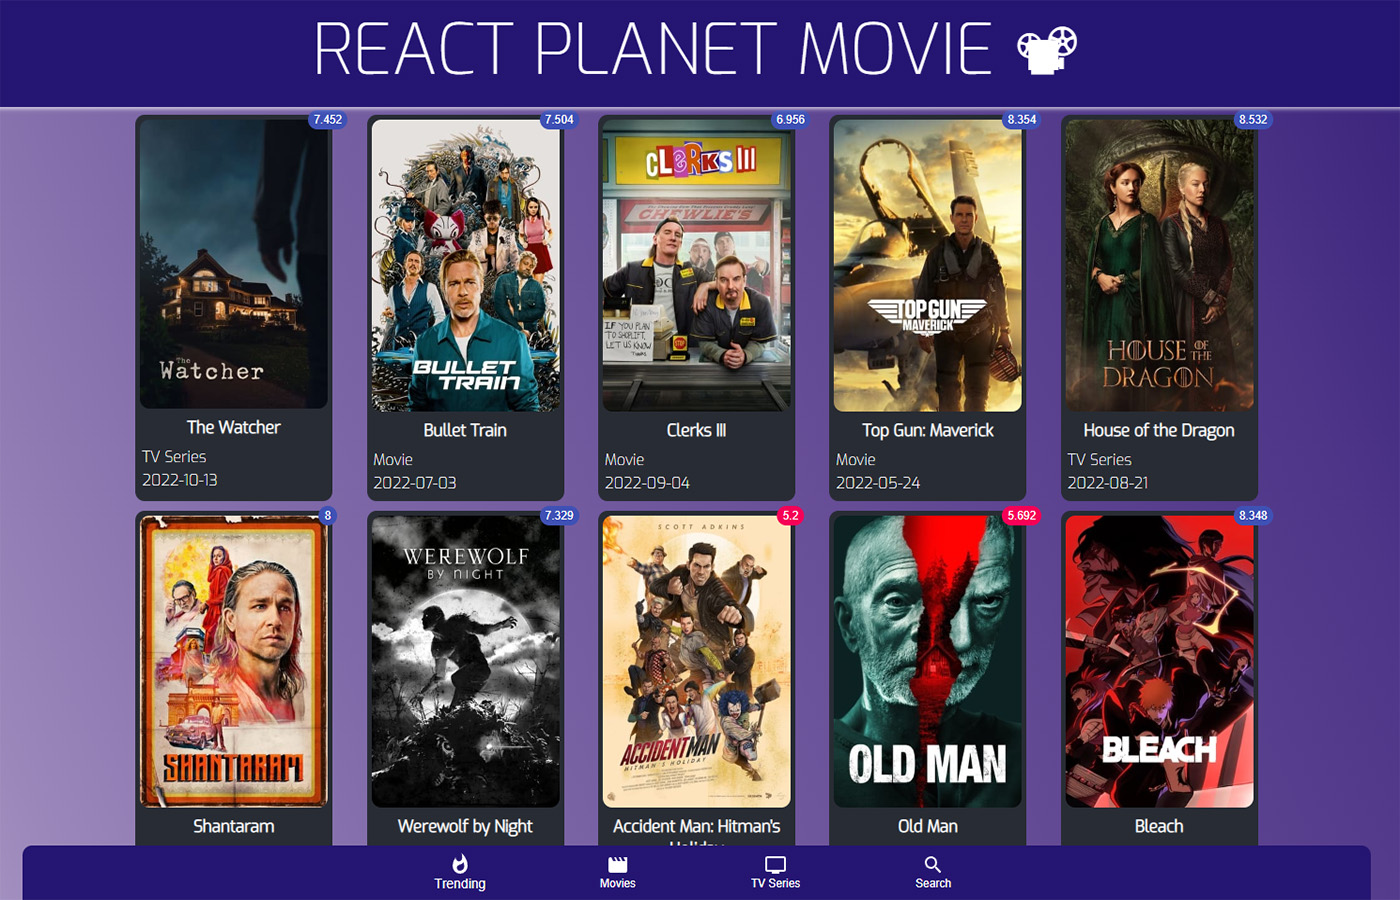 REACT PLANET MOVIE
7.452
7.504
6.956
8.354
8.532
The
Watcher
BULLET
TRAIN
CLERKS III
CHEWLIE'S
IF YOU PLAN
TO SHOPLIFT,
LET US KNOW
TOP GUN
MAVERICK
HOUSE OF
THE
DRAGON
The Watcher
Bullet Train
Clerks III
Top Gun: Maverick
House of the Dragon
TV Series
Movie
Movie
Movie
TV Series
2022-10-13
2022-07-03
2022-09-04
2022-05-24
2022-08-21
8
7.329
5.2
5.692
8.348
SHANTARAM
WEREWOLF
BY NIGHT
SCOTT ADKINS
ACCIDENT MAN
HITMAN'S HOLIDAY
OLD MAN
BLEACH
Shantaram
Werewolf by Night
Accident Man: Hitman's
Holiday
Old Man
Bleach
Trending
Movies
TV Series
Search